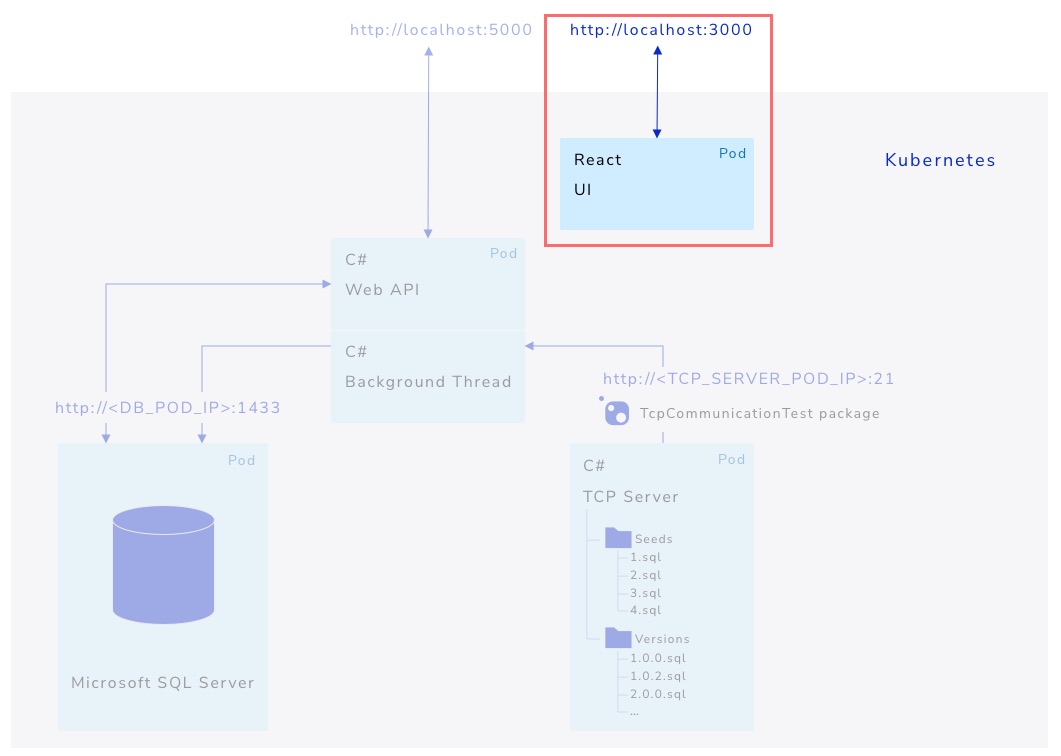 http://localhost:5000
http://localhost:3000
React
Pod
UI
Kubernetes
C#
Pod
Web API
C#
Background Thread
http://<TCP_SERVER_POD_IP>:21
TcpCommunicationTest package
http://<DB_POD_IP>:1433
Pod
Microsoft SQL Server
C#
Pod
TCP Server
Seeds
1.sql
2.sql
3.sql
4.sql
Versions
1.0.0.sql
1.0.2.sql
2.0.0.sql
...